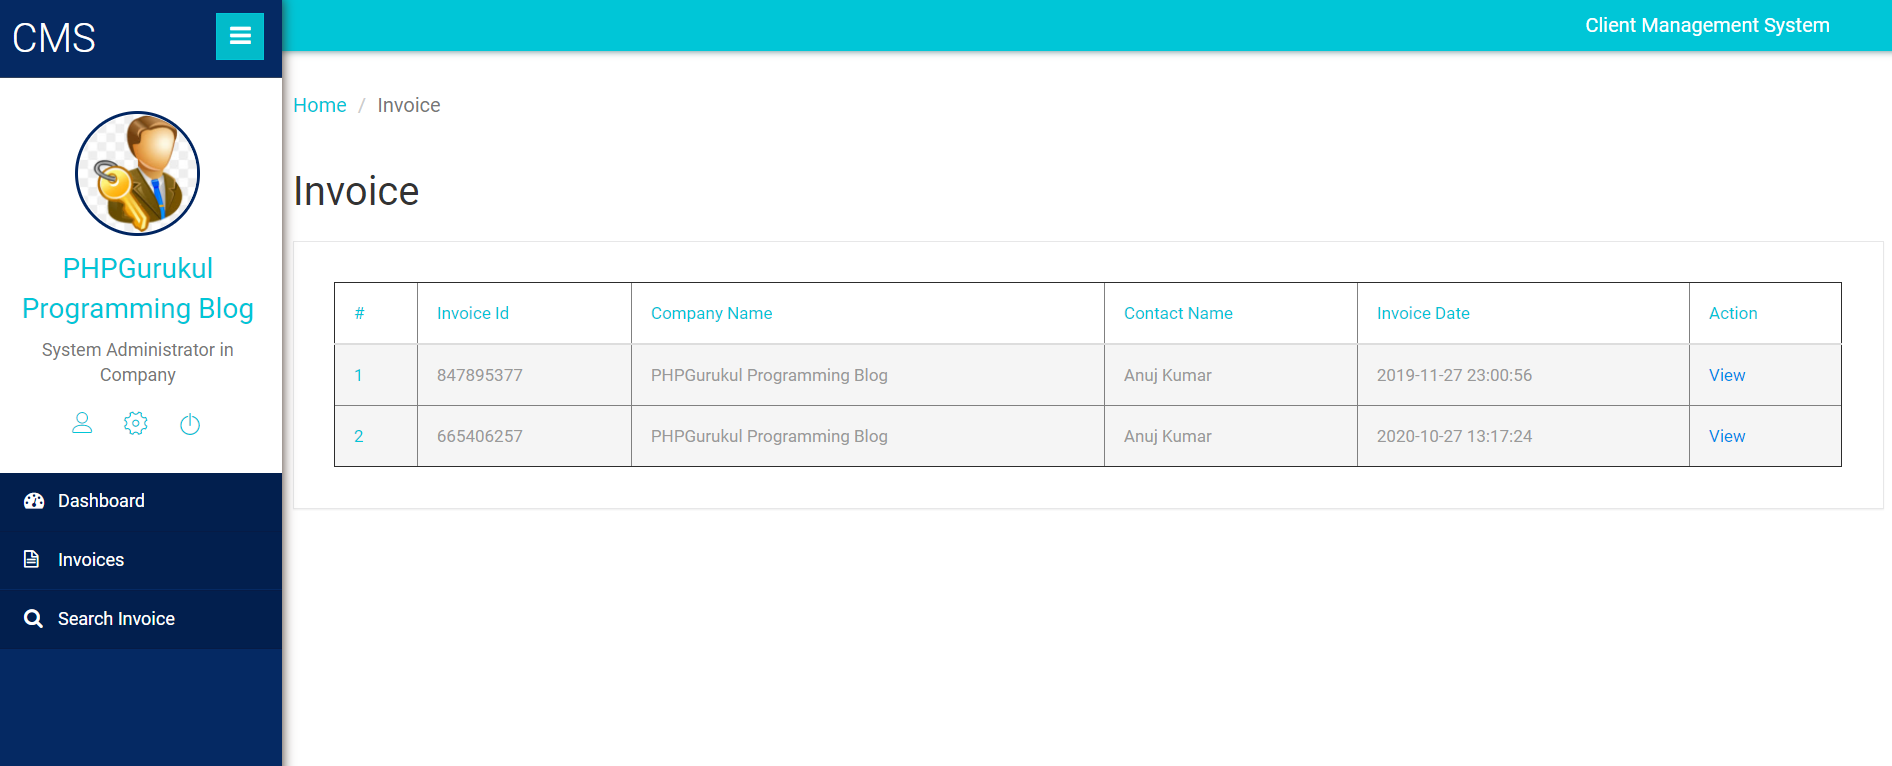 CMS
Client Management System
PHPGurukul
Programming Blog
System Administrator in
Company
Dashboard
Invoices
Search Invoice
Home / Invoice
Invoice
# Invoice Id Company Name Contact Name Invoice Date Action
1 847895377 PHPGurukul Programming Blog Anuj Kumar 2019-11-27 23:00:56 View
2 665406257 PHPGurukul Programming Blog Anuj Kumar 2020-10-27 13:17:24 View